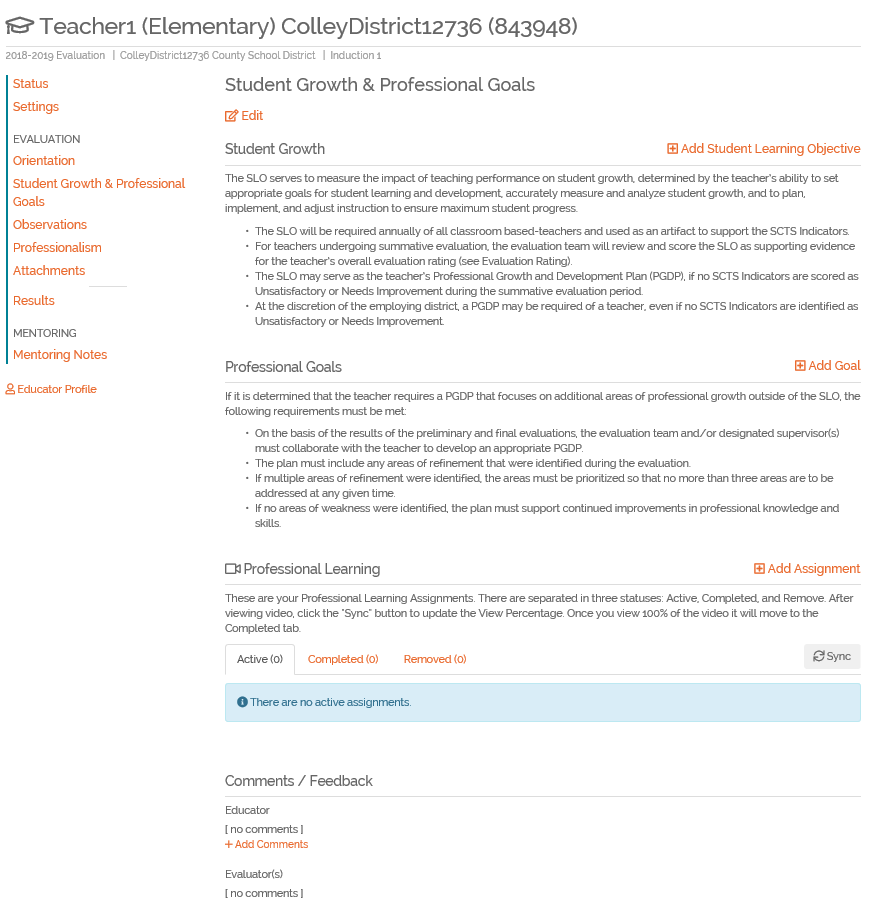 Teacher1 (Elementary) ColleyDistrict12736 (843948)
2018-2019 Evaluation | ColleyDistrict12736 County School District | Induction 1
Status
Settings
EVALUATION
Orientation
Student Growth & Professional
Goals
Observations
Professionalism
Attachments
Results
MENTORING
Mentoring Notes
Educator Profile
Student Growth & Professional Goals
Edit
Student Growth
Add Student Learning Objective
The SLO serves to measure the impact of teaching performance on student growth, determined by the teacher's ability to set
appropriate goals for student learning and development, accurately measure and analyze student growth, and to plan,
implement, and adjust instruction to ensure maximum student progress.
• The SLO will be required annually of all classroom based-teachers and used as an artifact to support the SCTS Indicators.
• For teachers undergoing summative evaluation, the evaluation team will review and score the SLO as supporting evidence
for the teacher's overall evaluation rating (see Evaluation Rating).
• The SLO may serve as the teacher's Professional Growth and Development Plan (PGDP), if no SCTS Indicators are scored as
Unsatisfactory or Needs Improvement during the summative evaluation period.
• At the discretion of the employing district, a PGDP may be required of a teacher, even if no SCTS Indicators are identified as
Unsatisfactory or Needs Improvement.
Professional Goals
Add Goal
If it is determined that the teacher requires a PGDP that focuses on additional areas of professional growth outside of the SLO, the
following requirements must be met:
• On the basis of the results of the preliminary and final evaluations, the evaluation team and/or designated supervisor(s)
must collaborate with the teacher to develop an appropriate PGDP.
• The plan must include any areas of refinement that were identified during the evaluation.
• If multiple areas of refinement were identified, the areas must be prioritized so that no more than three areas are to be
addressed at any given time.
• If no areas of weakness were identified, the plan must support continued improvements in professional knowledge and
skills.
Professional Learning
Add Assignment
These are your Professional Learning Assignments. There are separated in three statuses: Active, Completed, and Remove. After
viewing video, click the "Sync" button to update the View Percentage. Once you view 100% of the video it will move to the
Completed tab.
Active (0)
Completed (0)
Removed (0)
Sync
There are no active assignments.
Comments / Feedback
Educator
[ no comments ]
+ Add Comments
Evaluator(s)
[ no comments ]